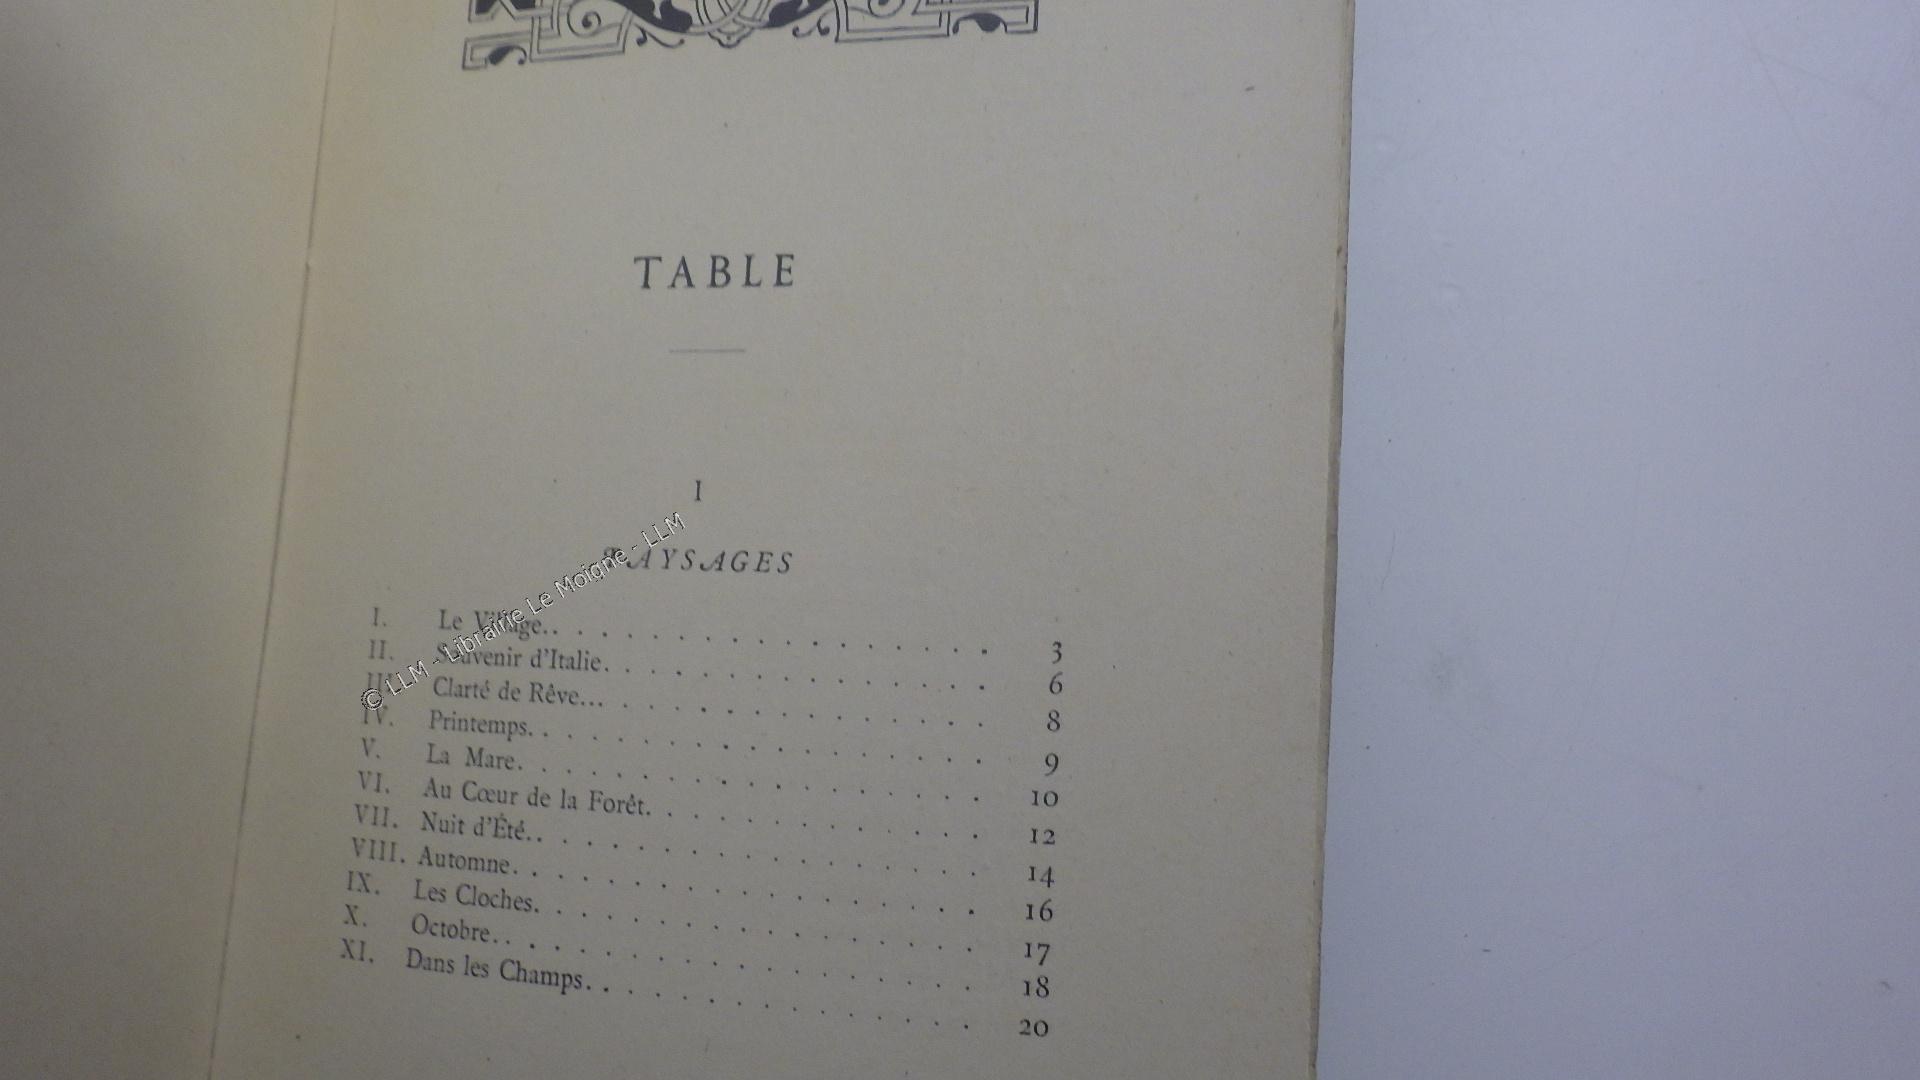 TABLE
I
PAYSAGES
I. Le Village. . . . . . . . . . . . . . . . . . . 3
II. Souvenir d'Italie. . . . . . . . . . . . . . . . 6
III. Clarté de Rêve... . . . . . . . . . . . . . . . 8
IV. Printemps. . . . . . . . . . . . . . . . . . . 9
V. La Mare. . . . . . . . . . . . . . . . . . . 10
VI. Au Cœur de la Forêt. . . . . . . . . . . . . . 12
VII. Nuit d'Été. . . . . . . . . . . . . . . . . . . 14
VIII. Automne. . . . . . . . . . . . . . . . . . . 16
IX. Les Cloches. . . . . . . . . . . . . . . . . . 17
X. Octobre. . . . . . . . . . . . . . . . . . . . 18
XI. Dans les Champs. . . . . . . . . . . . . . . . 20
© LLM - Librairie Le Moigne - LLM